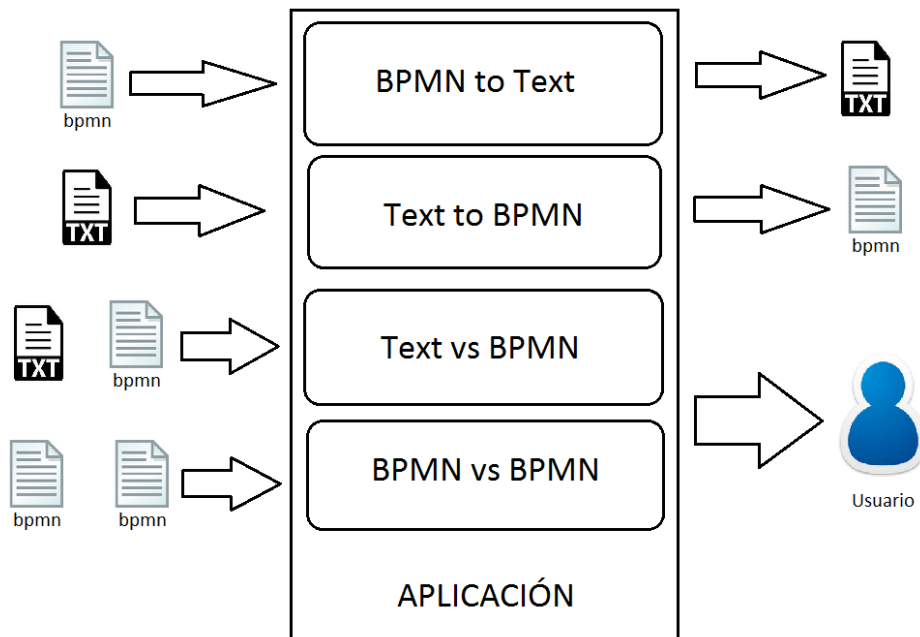 bpmn
BPMN to Text
TXT
TXT
Text to BPMN
bpmn
TXT
bpmn
Text vs BPMN
bpmn
bpmn
BPMN vs BPMN
Usuario
APLICACIÓN